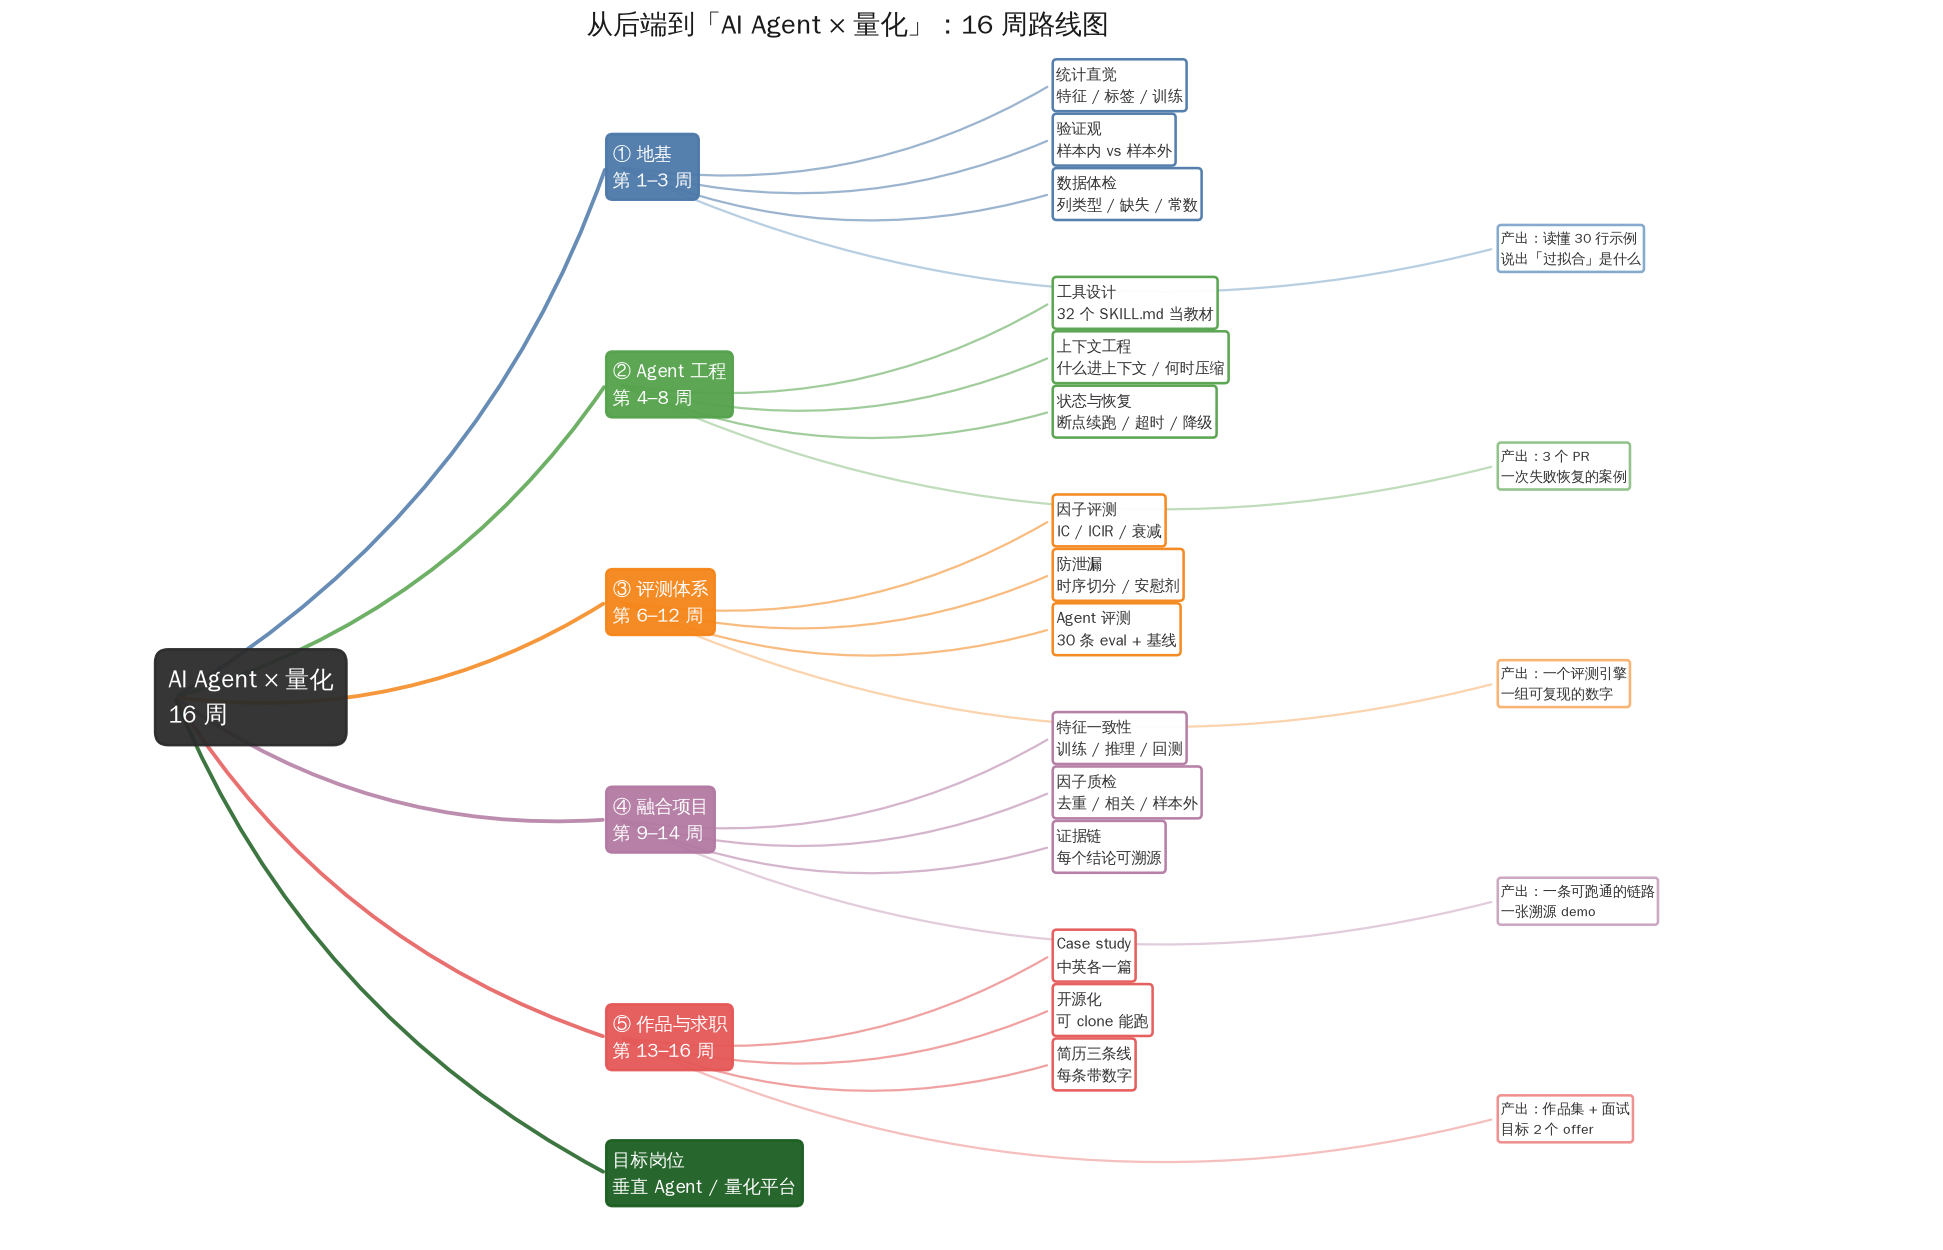 从后端到「AI Agent × 量化」：16 周路线图
AI Agent × 量化
16 周
① 地基
第 1–3 周
统计直觉
特征 / 标签 / 训练
验证观
样本内 vs 样本外
数据体检
列类型 / 缺失 / 常数
产出：读懂 30 行示例
说出「过拟合」是什么
② Agent 工程
第 4–8 周
工具设计
32 个 SKILL.md 当教材
上下文工程
什么进上下文 / 何时压缩
状态与恢复
断点续跑 / 超时 / 降级
产出：3 个 PR
一次失败恢复的案例
③ 评测体系
第 6–12 周
因子评测
IC / ICIR / 衰减
防泄漏
时序切分 / 安慰剂
Agent 评测
30 条 eval + 基线
产出：一个评测引擎
一组可复现的数字
④ 融合项目
第 9–14 周
特征一致性
训练 / 推理 / 回测
因子质检
去重 / 相关 / 样本外
证据链
每个结论可溯源
产出：一条可跑通的链路
一张溯源 demo
⑤ 作品与求职
第 13–16 周
Case study
中英各一篇
开源化
可 clone 能跑
简历三条线
每条带数字
产出：作品集 + 面试
目标 2 个 offer
目标岗位
垂直 Agent / 量化平台